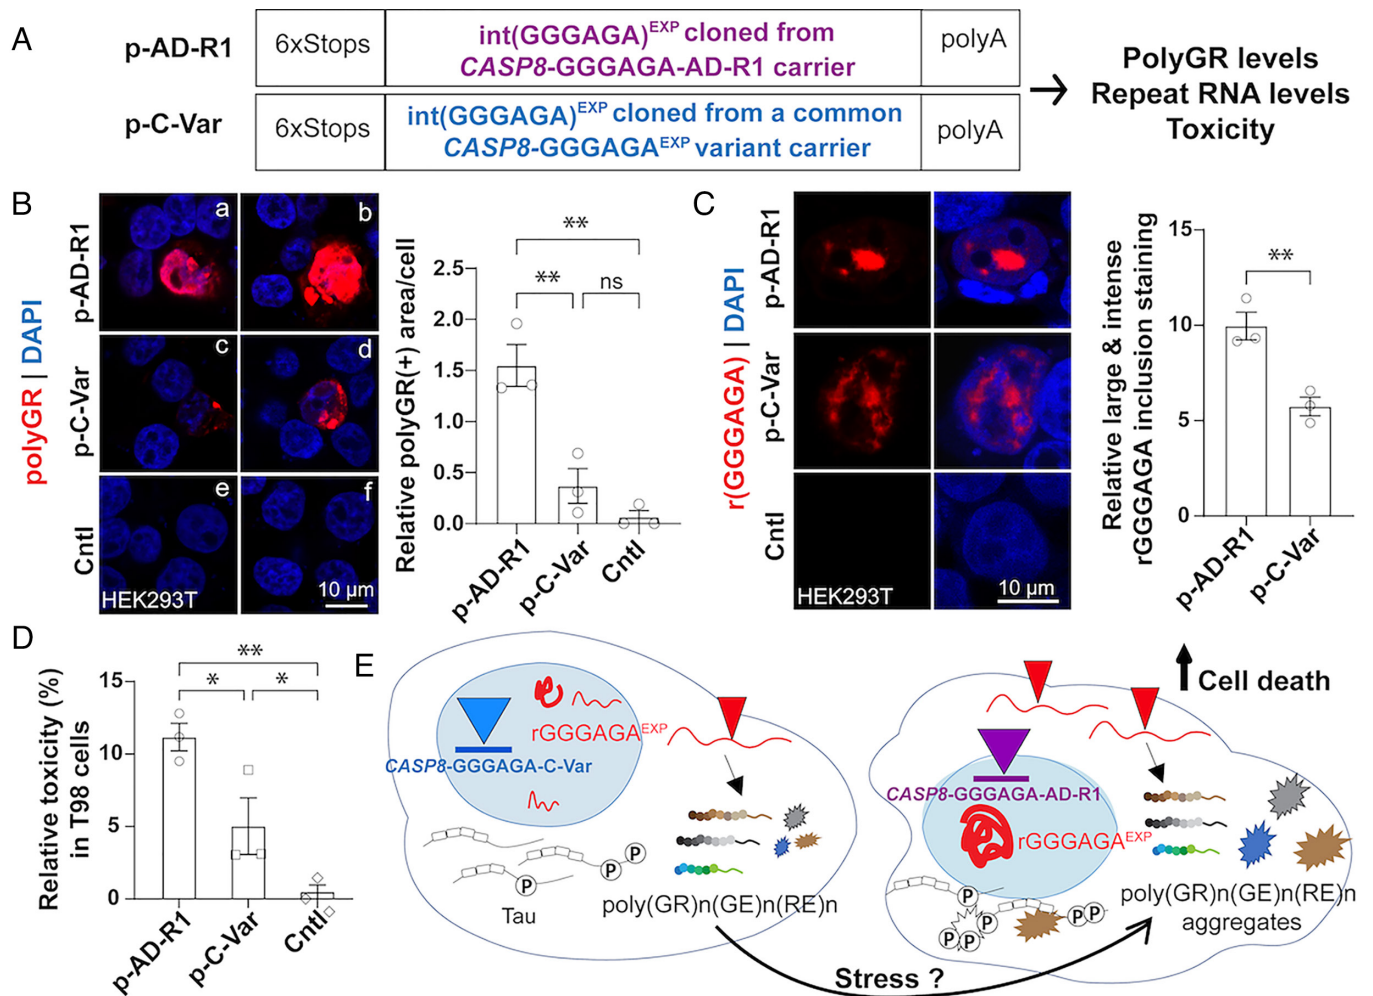 A
p-AD-R1
6xStops
int(GGGAGA)EXP cloned from
CASP8-GGGAGA-AD-R1 carrier
polyA
p-C-Var
6xStops
int(GGGAGA)EXP cloned from a common
CASP8-GGGAGAEXP variant carrier
polyA
PolyGR levels
Repeat RNA levels
Toxicity
B
polyGR | DAPI
p-AD-R1
p-C-Var
Cntl
a
b
c
d
e
f
HEK293T
10 µm
Relative polyGR(+) area/cell
2.5
2.0
1.5
1.0
0.5
0.0
**
**
ns
p-AD-R1
p-C-Var
Cntl
C
r(GGGAGA) | DAPI
p-AD-R1
p-C-Var
Cntl
HEK293T
10 µm
Relative large & intense
rGGGAGA inclusion staining
15
10
5
0
**
p-AD-R1
p-C-Var
D
Relative toxicity (%)
in T98 cells
15
10
5
0
**
*
*
p-AD-R1
p-C-Var
Cntl
E
rGGGAGAEXP
CASP8-GGGAGA-C-Var
P
P
P
Tau
poly(GR)n(GE)n(RE)n
Stress ?
Cell death
CASP8-GGGAGA-AD-R1
rGGGAGAEXP
P
P
P
P
P
P
poly(GR)n(GE)n(RE)n
aggregates